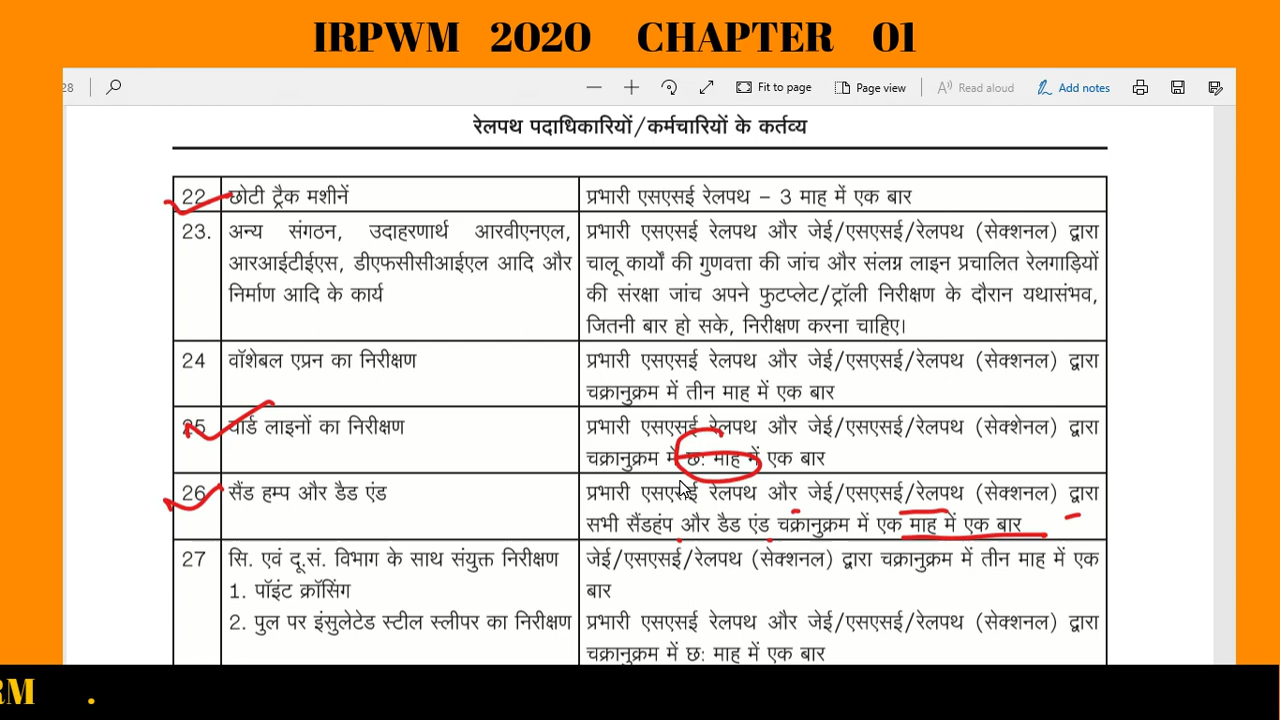 IRPWM 2020 CHAPTER 01
28 Fit to page Page view Read aloud Add notes
रेलपथ पदाधिकारियों/कर्मचारियों के कर्तव्य
22 छोटी ट्रैक मशीनें प्रभारी एसएसई रेलपथ – 3 माह में एक बार
23. अन्य संगठन, उदाहरणार्थ आरवीएनएल, प्रभारी एसएसई रेलपथ और जेई/एसएसई/रेलपथ (सेक्शनल) द्वारा
आरआईटीईएस, डीएफसीसीआईएल आदि और चालू कार्यों की गुणवत्ता की जांच और संलग्न लाइन प्रचालित रेलगाड़ियों
निर्माण आदि के कार्य की संरक्षा जांच अपने फुटप्लेट/ट्रॉली निरीक्षण के दौरान यथासंभव,
जितनी बार हो सके, निरीक्षण करना चाहिए।
24 वॉशेबल एप्रन का निरीक्षण प्रभारी एसएसई रेलपथ और जेई/एसएसई/रेलपथ (सेक्शनल) द्वारा
चक्रानुक्रम में तीन माह में एक बार
25 यार्ड लाइनों का निरीक्षण प्रभारी एसएसई रेलपथ और जेई/एसएसई/रेलपथ (सेक्शेनल) द्वारा
चक्रानुक्रम में छः माह में एक बार
26 सैंड हम्प और डैड एंड प्रभारी एसएसई रेलपथ और जेई/एसएसई/रेलपथ (सेक्शनल) द्वारा
सभी सैंडहंप और डैड एंड चक्रानुक्रम में एक माह में एक बार
27 सि. एवं दू.सं. विभाग के साथ संयुक्त निरीक्षण जेई/एसएसई/रेलपथ (सेक्शनल) द्वारा चक्रानुक्रम में तीन माह में एक
1. पॉइंट क्रॉसिंग बार
2. पुल पर इंसुलेटेड स्टील स्लीपर का निरीक्षण प्रभारी एसएसई रेलपथ और जेई/एसएसई/रेलपथ (सेक्शनल) द्वारा
चक्रानुक्रम में छः माह में एक बार
RM .